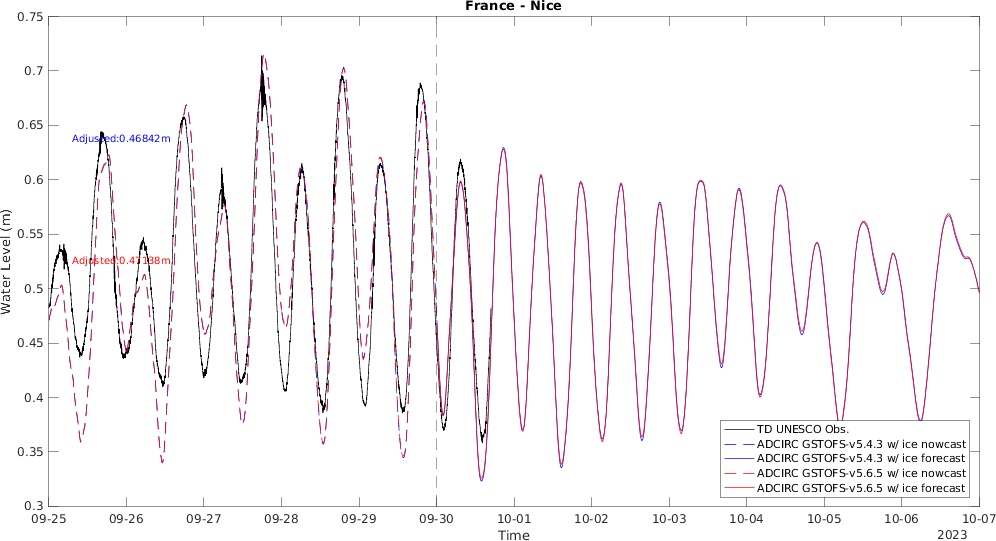 France - Nice
0.75
0.7
0.65
0.6
0.55
0.5
0.45
0.4
0.35
0.3
Water Level (m)
Adjusted:0.46842m
Adjusted:0.47138m
TD UNESCO Obs.
ADCIRC GSTOFS-v5.4.3 w/ ice nowcast
ADCIRC GSTOFS-v5.4.3 w/ ice forecast
ADCIRC GSTOFS-v5.6.5 w/ ice nowcast
ADCIRC GSTOFS-v5.6.5 w/ ice forecast
09-25 09-26 09-27 09-28 09-29 09-30 10-01 10-02 10-03 10-04 10-05 10-06 10-07
Time
2023